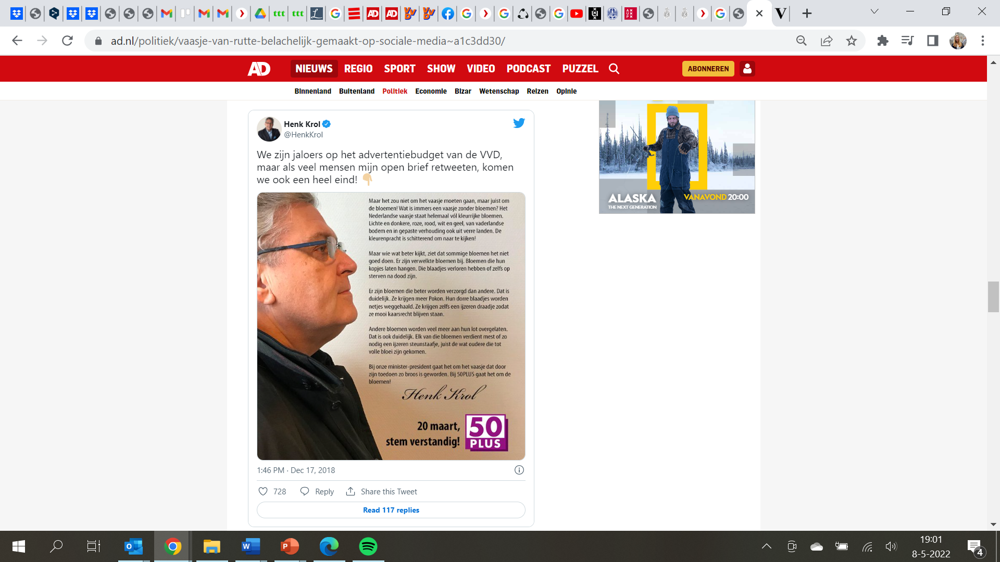 ad.nl/politiek/vaasje-van-rutte-belachelijk-gemaakt-op-sociale-media~a1c3dd30/
AD NIEUWS REGIO SPORT SHOW VIDEO PODCAST PUZZEL ABONNEREN
Binnenland Buitenland Politiek Economie Bizar Wetenschap Reizen Opinie
Henk Krol
@HenkKrol
We zijn jaloers op het advertentiebudget van de VVD,
maar als veel mensen mijn open brief retweeten, komen
we ook een heel eind! 👇
Maar het zou niet om het vaasje moeten gaan, maar juist om
de bloemen! Wat is immers een vaasje zonder bloemen? Het
Nederlandse vaasje staat helemaal vól kleurrijke bloemen.
Lichte en donkere, roze, rood, wit en geel, van vaderlandse
bodem en in gepaste verhouding ook uit verre landen. De
kleurenpracht is schitterend om naar te kijken!
Maar wie wat beter kijkt, ziet dat sommige bloemen het niet
goed doen. Er zijn verwelkte bloemen bij. Bloemen die hun
kopjes laten hangen. Die blaadjes verloren hebben of zelfs op
sterven na dood zijn.
Er zijn bloemen die beter worden verzorgd dan andere. Dat is
duidelijk. Ze krijgen meer Pokon. Hun dorre blaadjes worden
netjes weggehaald. Ze krijgen zelfs een ijzeren draadje zodat
ze mooi kaarsrecht blijven staan.
Andere bloemen worden veel meer aan hun lot overgelaten.
Dat is ook duidelijk. Elk van die bloemen verdient mest of zo
nodig een ijzeren steunstaafje, juist de wat oudere die tot
volle bloei zijn gekomen.
Bij onze minister-president gaat het om het vaasje dat door
zijn toedoen zo broos is geworden. Bij 50PLUS gaat het om de
bloemen!
Henk Krol
20 maart,
stem verstandig!
50
PLUS
1:46 PM · Dec 17, 2018
728 Reply Share this Tweet
Read 117 replies
ALASKA
THE NEXT GENERATION
VANAVOND 20:00
19:01
8-5-2022
4